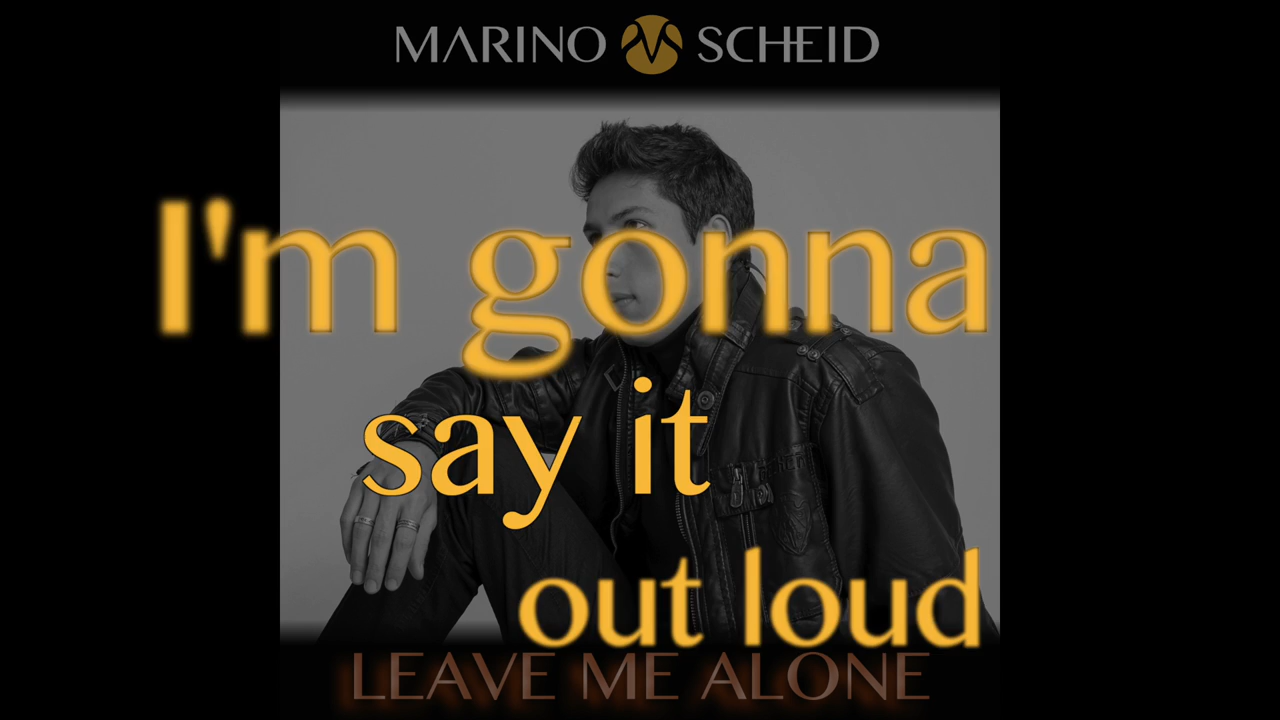 MARINO SCHEID
I'm gonna
say it
out loud
LEAVE ME ALONE